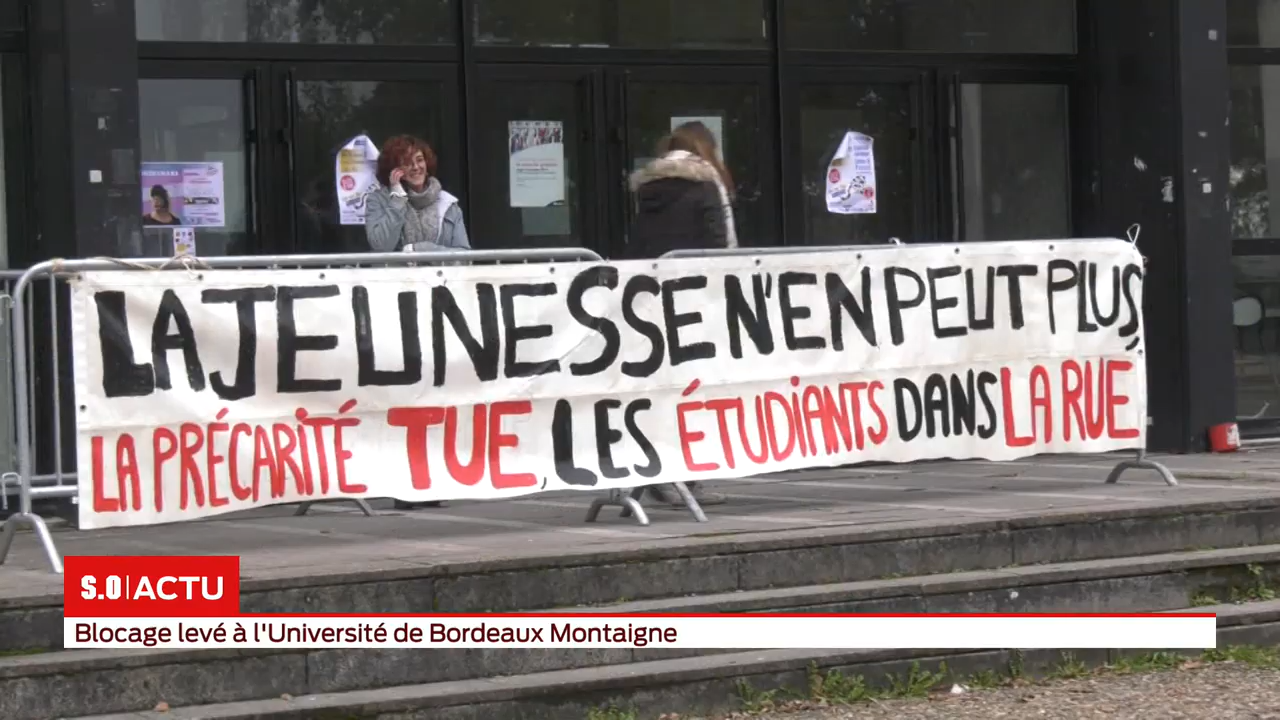 LA JEUNESSE N'EN PEUT PLUS,
LA PRÉCARITÉ TUE, LES ÉTUDIANTS DANS LA RUE
S.O|ACTU
Blocage levé à l'Université de Bordeaux Montaigne